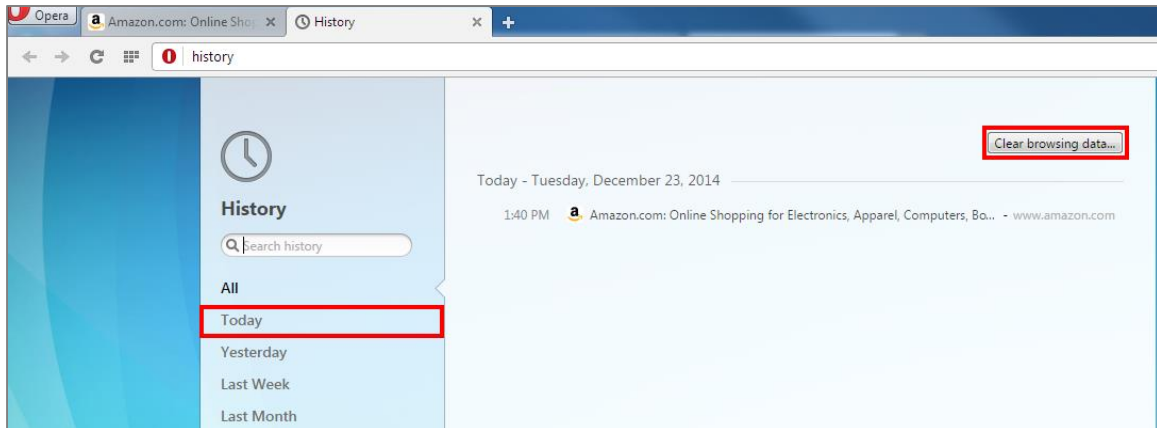 Opera
a Amazon.com: Online Shop
History
history
History
Search history
All
Today
Yesterday
Last Week
Last Month
Clear browsing data...
Today - Tuesday, December 23, 2014
1:40 PM a Amazon.com: Online Shopping for Electronics, Apparel, Computers, Bo... - www.amazon.com